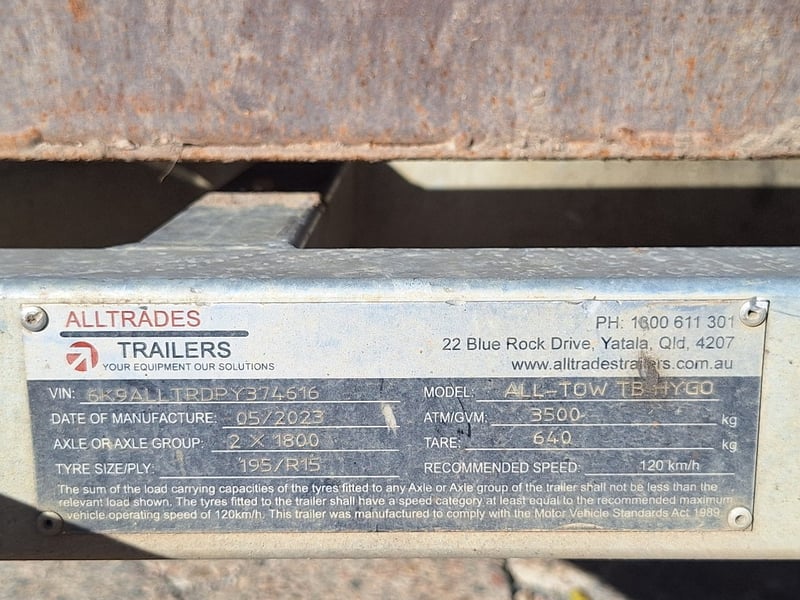 ALLTRADES
TRAILERS
YOUR EQUIPMENT OUR SOLUTIONS
PH: 1300 611 301
22 Blue Rock Drive, Yatala, Qld, 4207
www.alltradestrailers.com.au
VIN: 6K9ALLTRDPY374616
DATE OF MANUFACTURE: 05/2023
AXLE OR AXLE GROUP: 2 X 1800
TYRE SIZE/PLY: 195/R15
MODEL: ALL-TOW TB HYGO
ATM/GVM: 3500 kg
TARE: 640 kg
RECOMMENDED SPEED: 120 km/h
The sum of the load carrying capacities of the tyres fitted to any Axle or Axle group of the trailer shall not be less than the
relevant load shown. The tyres fitted to the trailer shall have a speed category at least equal to the recommended maximum
vehicle operating speed of 120km/h. This trailer was manufactured to comply with the Motor Vehicle Standards Act 1989